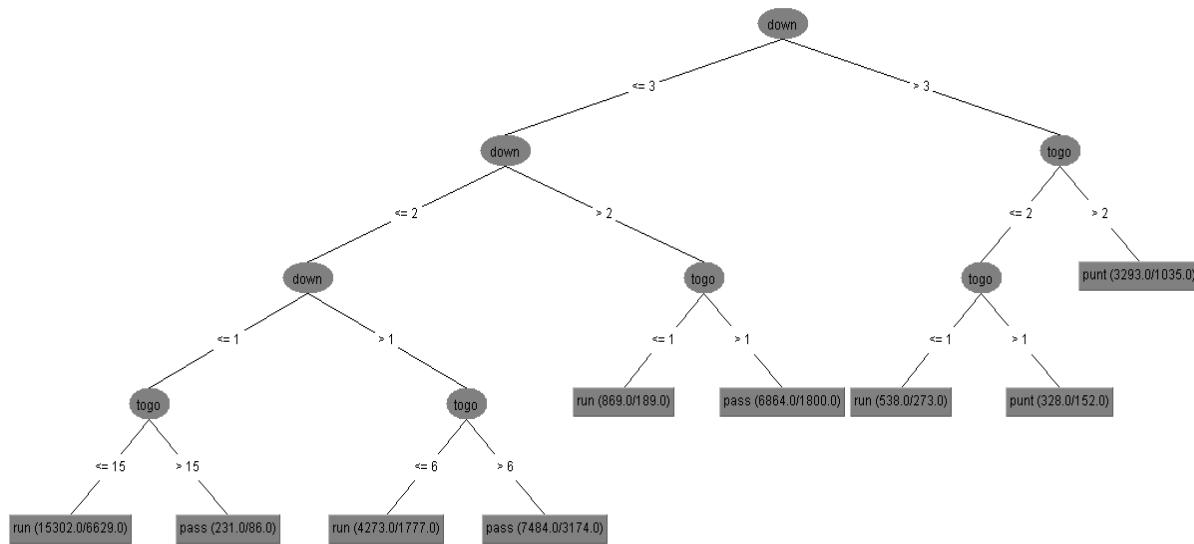 down
<= 3
> 3
down
togo
<= 2
> 2
<= 2
> 2
down
togo
togo
punt (3293.0/1035.0)
<= 1
> 1
<= 1
> 1
<= 1
> 1
togo
togo
run (869.0/189.0)
pass (6864.0/1800.0)
run (538.0/273.0)
punt (328.0/152.0)
<= 15
> 15
<= 6
> 6
run (15302.0/6629.0)
pass (231.0/86.0)
run (4273.0/1777.0)
pass (7484.0/3174.0)